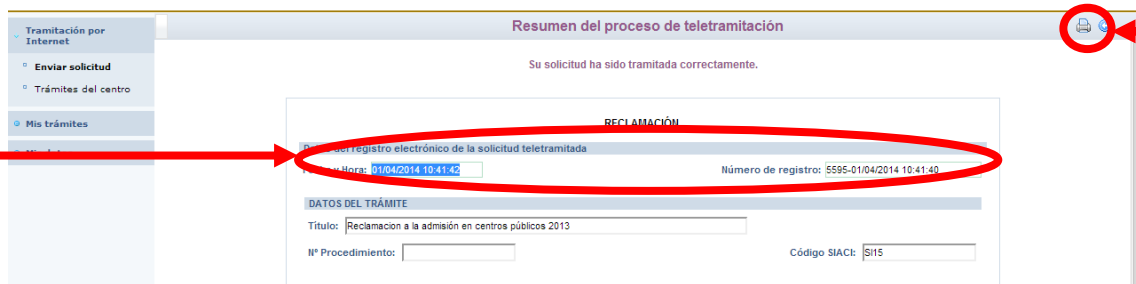 Resumen del proceso de teletramitación
Tramitación por
Internet
Enviar solicitud
Trámites del centro
Mis trámites
Su solicitud ha sido tramitada correctamente.
RECLAMACIÓN
del registro electrónico de la solicitud teletramitada
Hora: 01/04/2014 10:41:42 Número de registro: 5595-01/04/2014 10:41:40
DATOS DEL TRÁMITE
Título: Reclamacion a la admisión en centros públicos 2013
Nº Procedimiento: Código SIACI: SI15